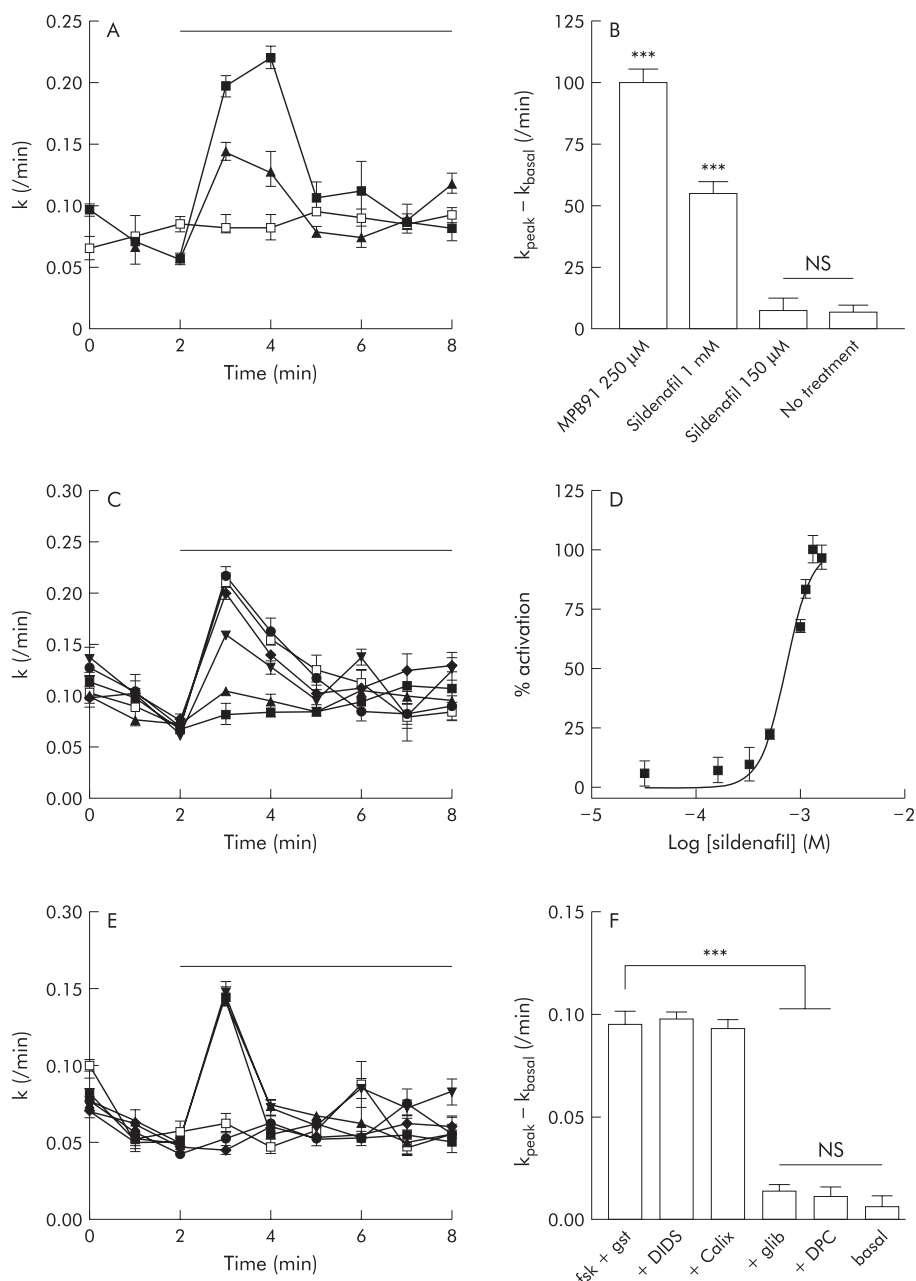 A
0.25
0.20
0.15
0.10
0.05
0
k (/min)
0 2 4 6 8
Time (min)
B
125
100
75
50
25
0
kpeak – kbasal (/min)
***
***
NS
MPB91 250 µM
Sildenafil 1 mM
Sildenafil 150 µM
No treatment
C
0.30
0.25
0.20
0.15
0.10
0.05
0.00
k (/min)
0 2 4 6 8
Time (min)
D
125
100
75
50
25
0
% activation
−5 −4 −3 −2
Log [sildenafil] (M)
E
0.30
0.15
0.10
0.05
0.00
k (/min)
0 2 4 6 8
Time (min)
F
0.15
0.10
0.05
0.00
kpeak – kbasal (/min)
***
NS
fsk + gst
+ DIDS
+ Calix
+ glib
+ DPC
basal